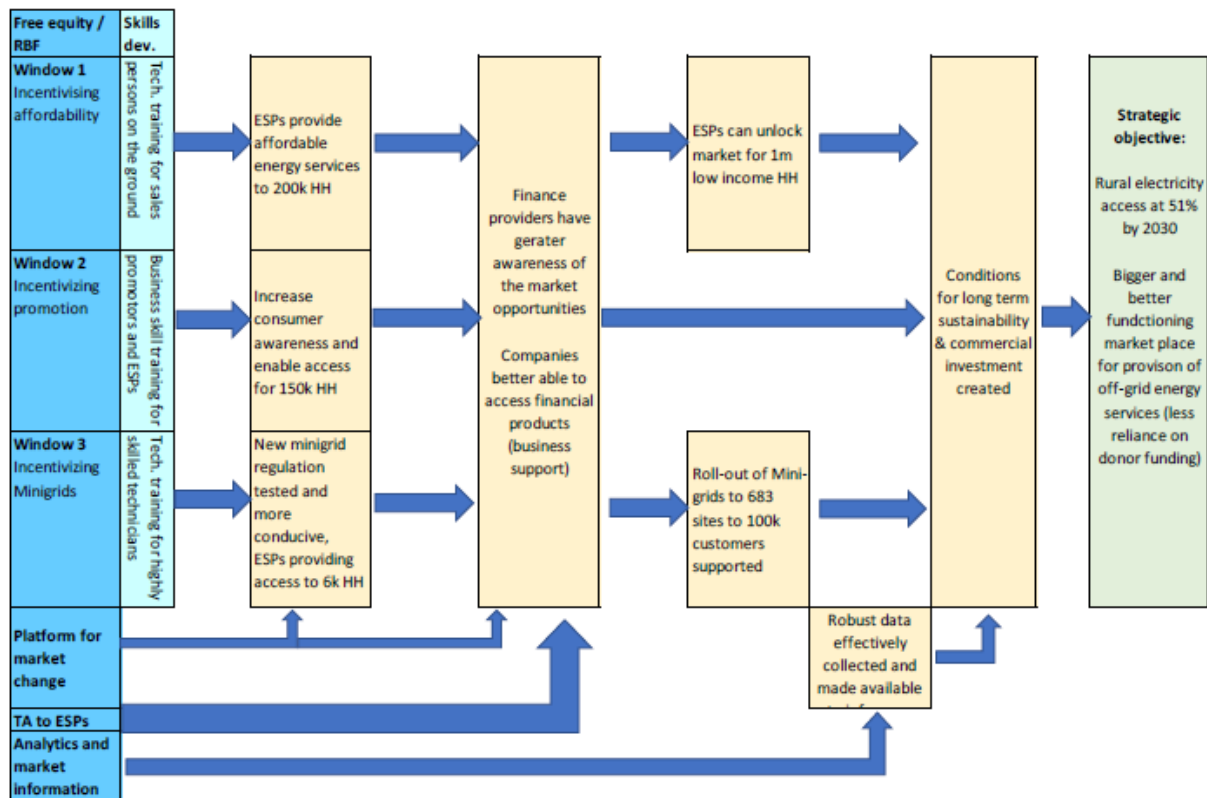 Free equity /
RBF
Skills
dev.
Window 1
Incentivising
affordability
Tech. training for sales
persons on the ground
ESPs provide
affordable
energy services
to 200k HH
Finance
providers have
gerater
awareness of
the market
opportunities
Companies
better able to
access financial
products
(business
support)
ESPs can unlock
market for 1m
low income HH
Conditions
for long term
sustainability
& commercial
investment
created
Strategic
objective:
Rural electricity
access at 51%
by 2030
Bigger and
better
fundctioning
market place
for provison of
off-grid energy
services (less
reliance on
donor funding)
Window 2
Incentivizing
promotion
Business skill training for
promotors and ESPs
Increase
consumer
awareness and
enable access
for 150k HH
Window 3
Incentivizing
Minigrids
Tech. training for highly
skilled technicians
New minigrid
regulation
tested and
more
conducive,
ESPs providing
access to 6k HH
Roll-out of Mini-
grids to 683
sites to 100k
customers
supported
Platform for
market
change
Robust data
effectively
collected and
made available
TA to ESPs
Analytics and
market
information